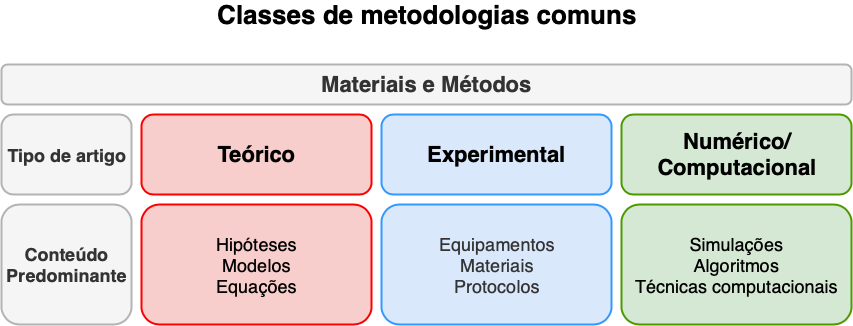 Classes de metodologias comuns
Materiais e Métodos
Tipo de artigo
Teórico
Experimental
Numérico/
Computacional
Conteúdo
Predominante
Hipóteses
Modelos
Equações
Equipamentos
Materiais
Protocolos
Simulações
Algoritmos
Técnicas computacionais